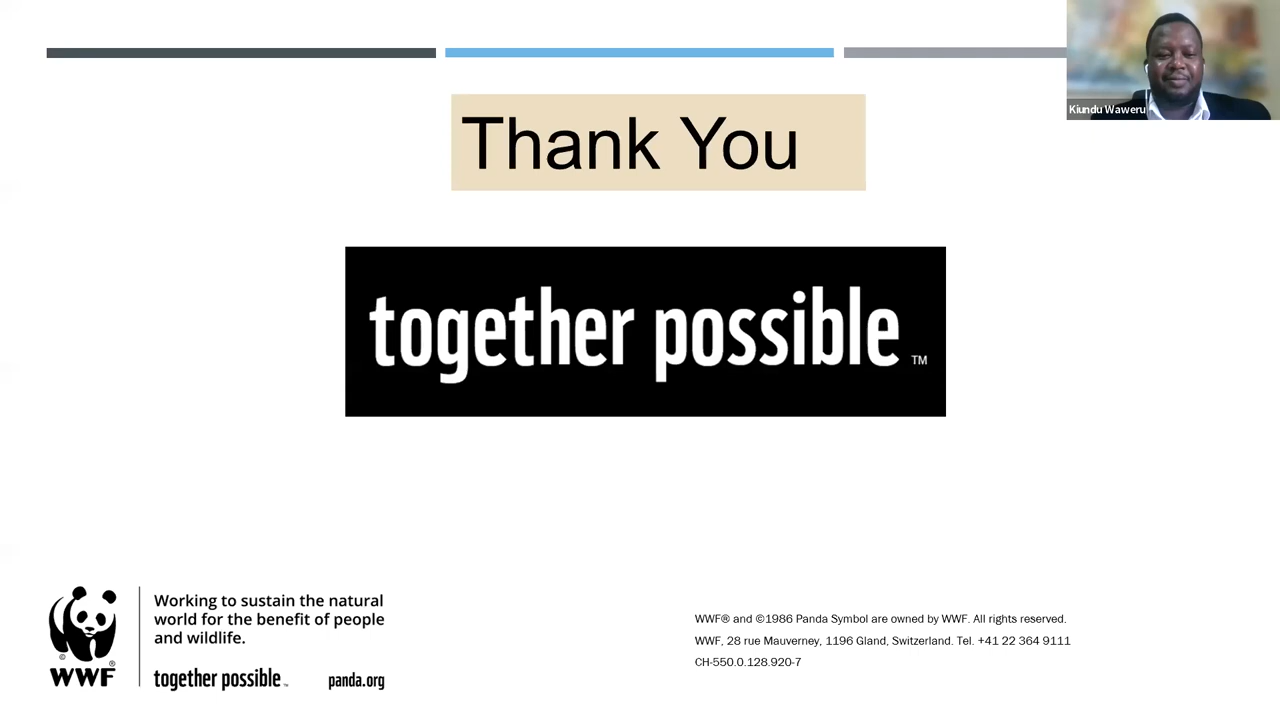 Kiundu Waweru
Thank You
together possible ™
Working to sustain the natural
world for the benefit of people
and wildlife.
© WWF ®
together possible ™ panda.org
WWF® and ©1986 Panda Symbol are owned by WWF. All rights reserved.
WWF, 28 rue Mauverney, 1196 Gland, Switzerland. Tel. +41 22 364 9111
CH-550.0.128.920-7